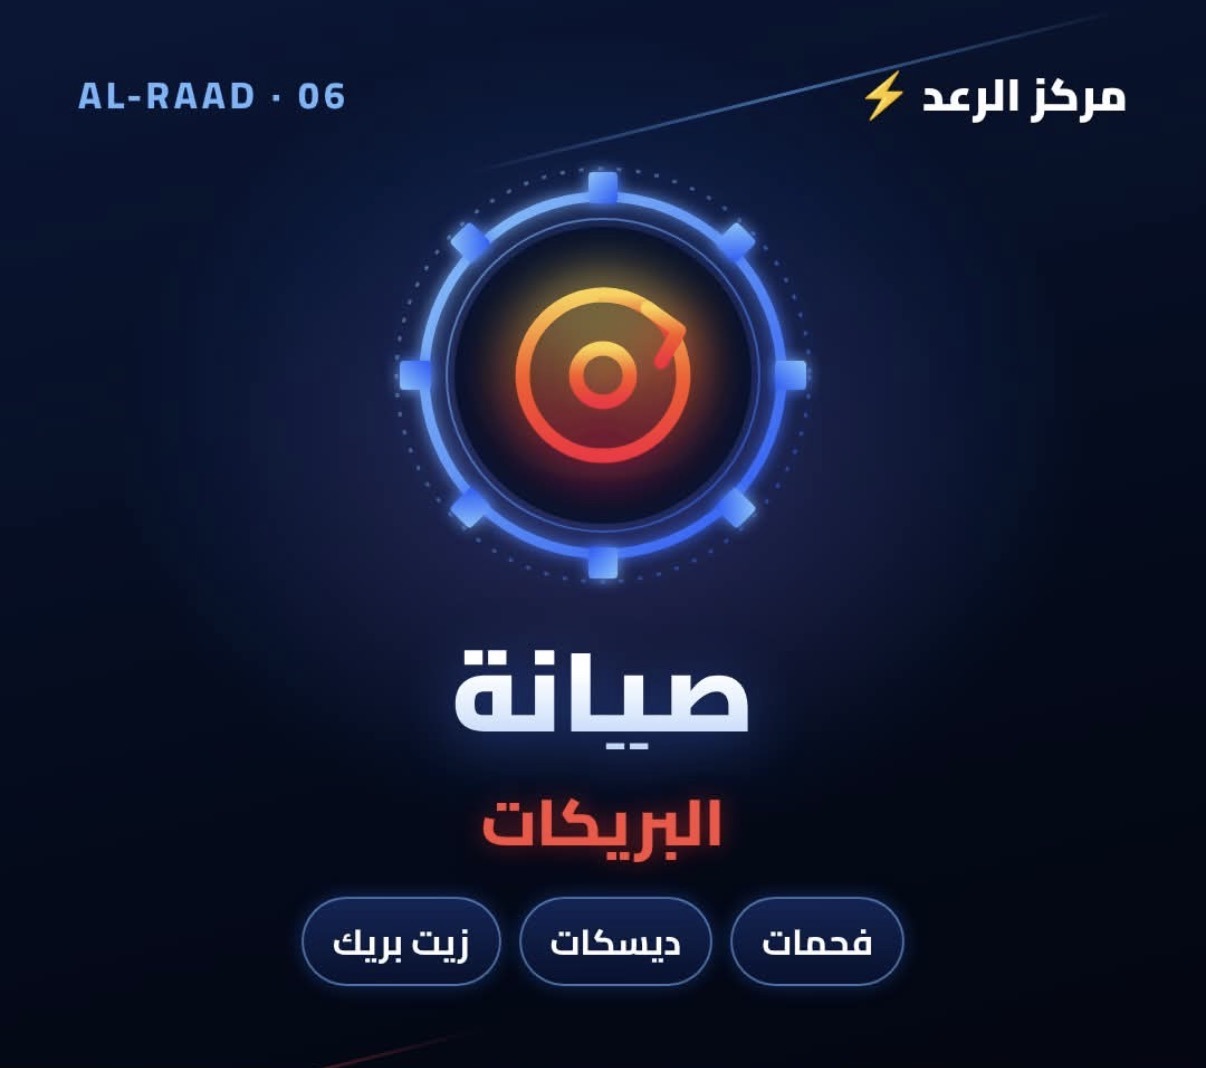 مركز الرعد ⚡
AL-RAAD · 06
صيانة
البريكات
فحمات
ديسكات
زيت بريك